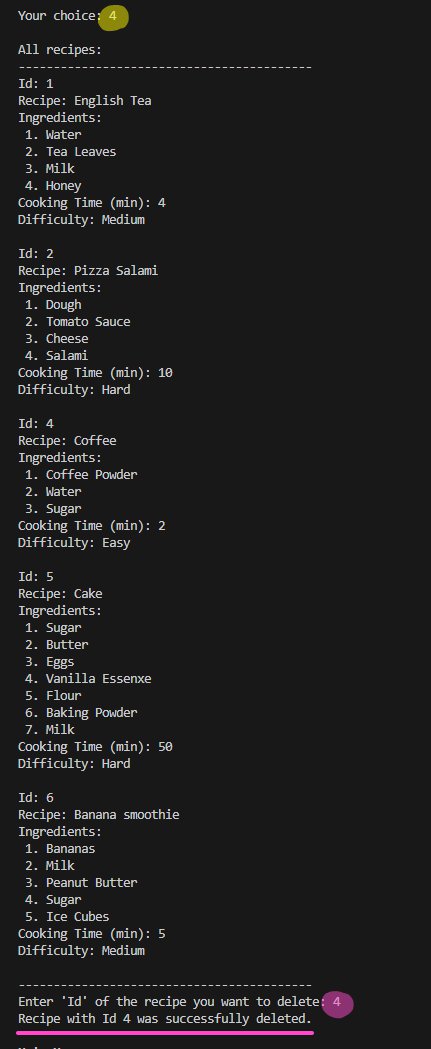 Your choice: 4
All recipes:
------------------------------------------
Id: 1
Recipe: English Tea
Ingredients:
1. Water
2. Tea Leaves
3. Milk
4. Honey
Cooking Time (min): 4
Difficulty: Medium
Id: 2
Recipe: Pizza Salami
Ingredients:
1. Dough
2. Tomato Sauce
3. Cheese
4. Salami
Cooking Time (min): 10
Difficulty: Hard
Id: 4
Recipe: Coffee
Ingredients:
1. Coffee Powder
2. Water
3. Sugar
Cooking Time (min): 2
Difficulty: Easy
Id: 5
Recipe: Cake
Ingredients:
1. Sugar
2. Butter
3. Eggs
4. Vanilla Essenxe
5. Flour
6. Baking Powder
7. Milk
Cooking Time (min): 50
Difficulty: Hard
Id: 6
Recipe: Banana smoothie
Ingredients:
1. Bananas
2. Milk
3. Peanut Butter
4. Sugar
5. Ice Cubes
Cooking Time (min): 5
Difficulty: Medium
------------------------------------------
Enter 'Id' of the recipe you want to delete: 4
Recipe with Id 4 was successfully deleted.